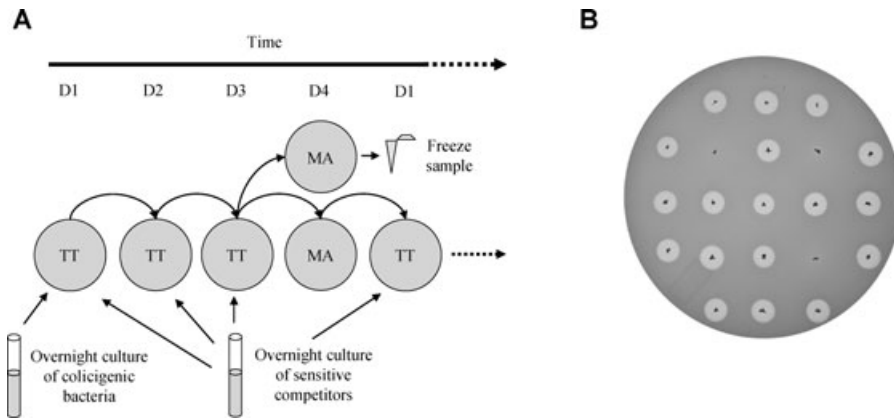 A
Time
D1 D2 D3 D4 D1
MA
Freeze
sample
TT TT TT MA TT
Overnight culture
of colicigenic
bacteria
Overnight culture
of sensitive
competitors
B